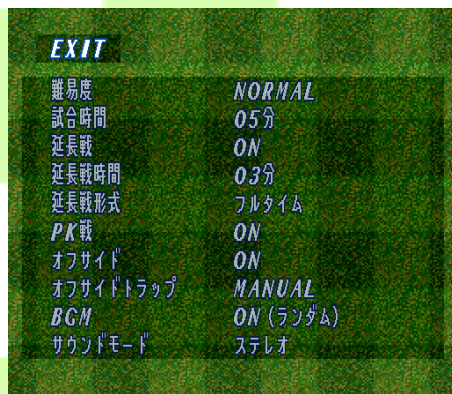 EXIT
難易度 NORMAL
試合時間 05分
延長戦 ON
延長戦時間 03分
延長戦形式 フルタイム
PK戦 ON
オフサイド ON
オフサイドトラップ MANUAL
BGM ON (ランダム)
サウンドモード ステレオ